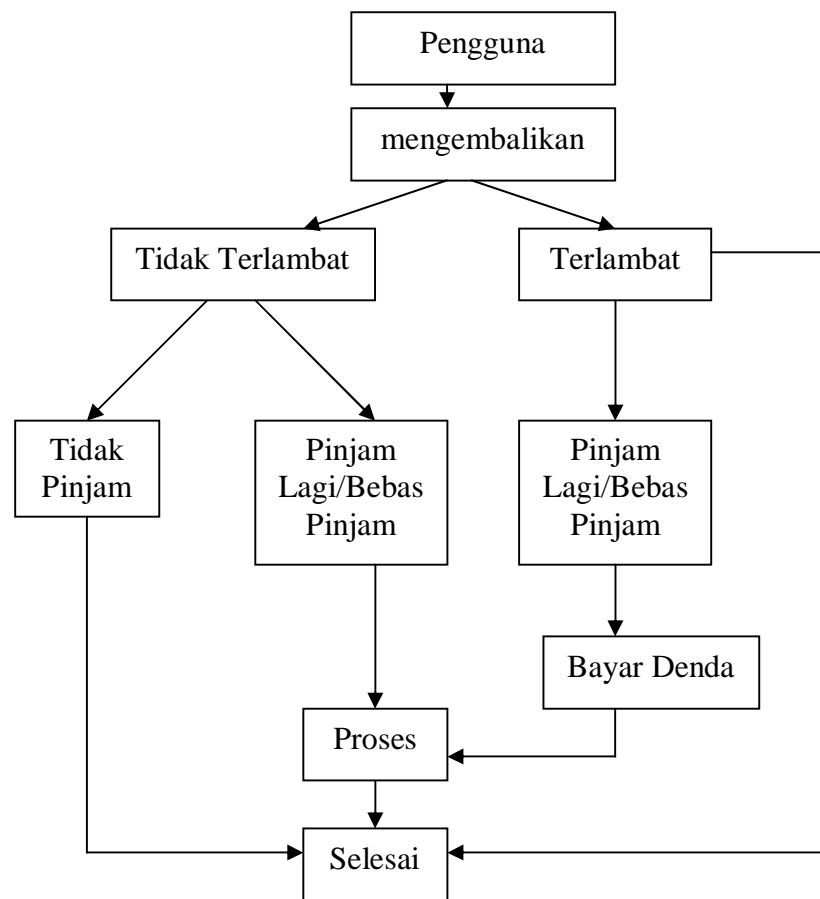 Pengguna
mengembalikan
Tidak Terlambat
Terlambat
Tidak
Pinjam
Pinjam
Lagi/Bebas
Pinjam
Pinjam
Lagi/Bebas
Pinjam
Bayar Denda
Proses
Selesai